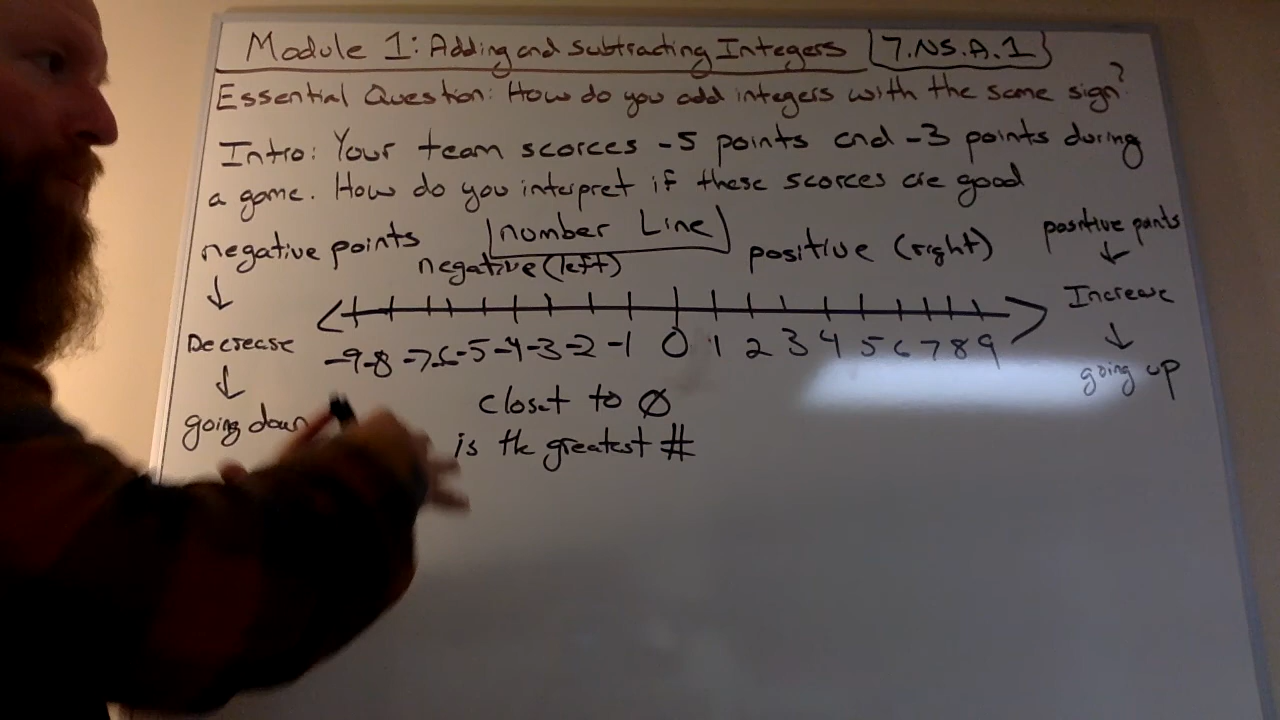 Module 1: Adding and Subtracting Integers 7.NS.A.1
Essential Question: How do you add integers with the same sign?
Intro: Your team scorces -5 points and -3 points during
a game. How do you interpret if these scorces are good
negative points
↓
Decrease
↓
going down
number Line
negative (left)
positive (right)
-9 -8 -7 -6 -5 -4 -3 -2 -1 0 1 2 3 4 5 6 7 8 9
closet to Ø
is the greatest #
positive points
↓
Increase
↓
going up